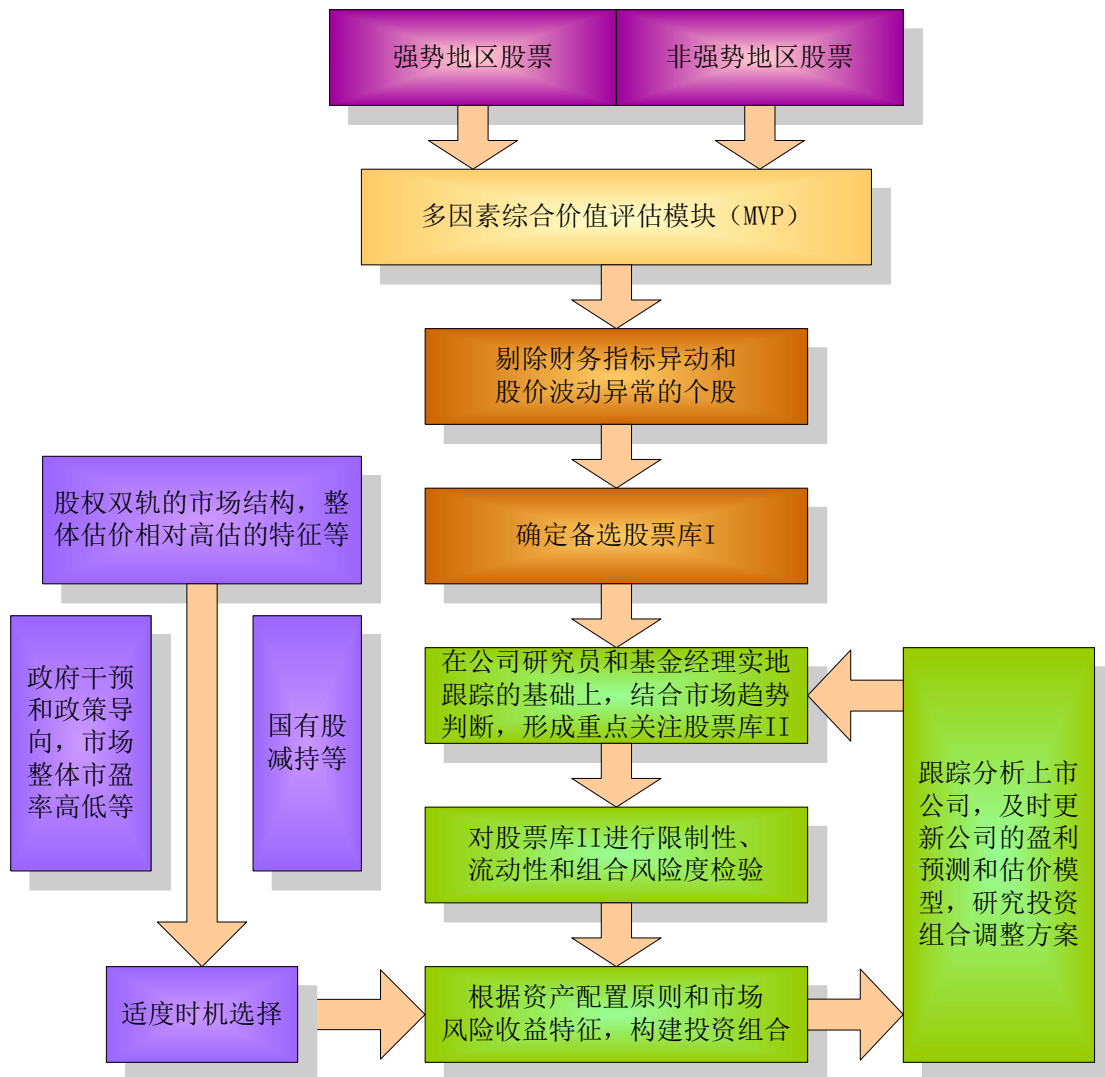 强势地区股票
非强势地区股票
多因素综合价值评估模块（MVP）
剔除财务指标异动和
股价波动异常的个股
股权双轨的市场结构，整
体估价相对高估的特征等
确定备选股票库I
政府干预
和政策导
向，市场
整体市盈
率高低等
国有股
减持等
在公司研究员和基金经理实地
跟踪的基础上，结合市场趋势
判断，形成重点关注股票库II
跟踪分析上市
公司，及时更
新公司的盈利
预测和估价模
型，研究投资
组合调整方案
对股票库II进行限制性、
流动性和组合风险度检验
适度时机选择
根据资产配置原则和市场
风险收益特征，构建投资组合